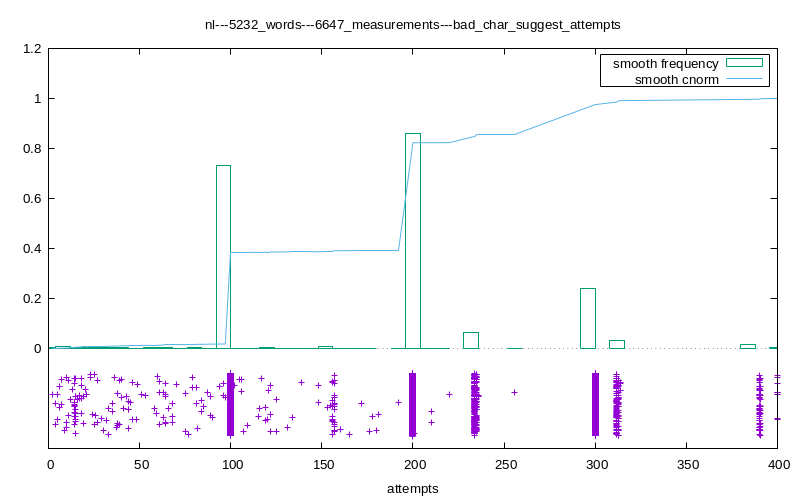 nl---5232_words---6647_measurements---bad_char_suggest_attempts
1.2
smooth frequency
smooth cnorm
1
0.8
0.6
0.4
0.2
0
0 50 100 150 200 250 300 350 400
attempts